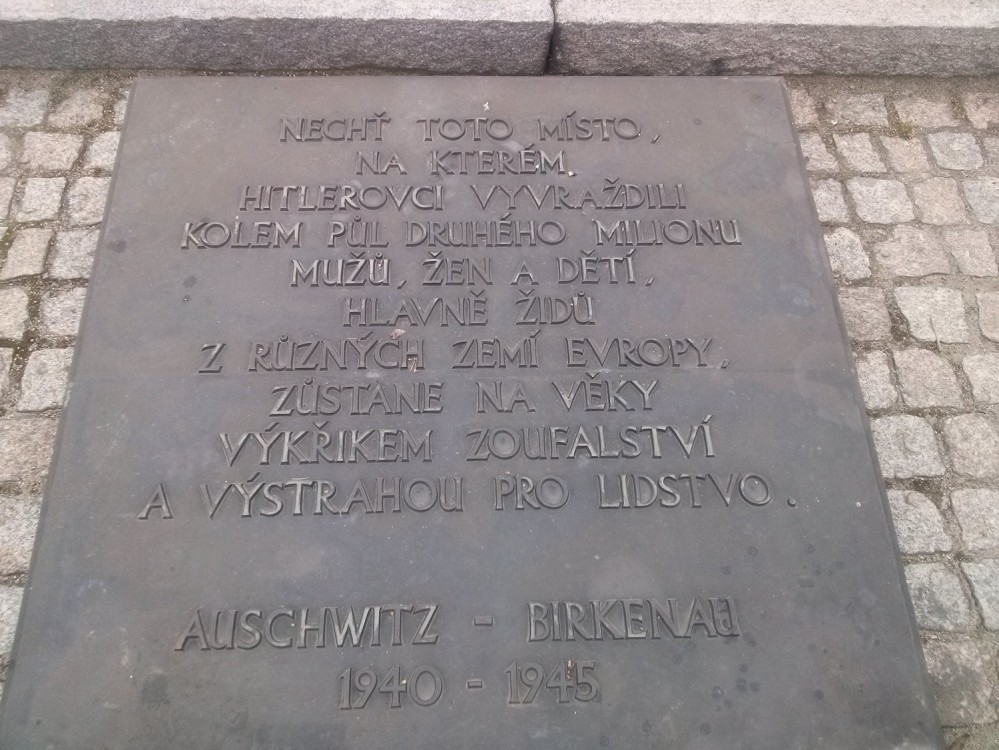 NECHŤ TOTO MÍSTO,
NA KTERÉM
HITLEROVCI VYVRAŽDILI
KOLEM PŮL DRUHÉHO MILIONU
MUŽŮ, ŽEN A DĚTÍ,
HLAVNĚ ŽIDŮ
Z RŮZNÝCH ZEMÍ EVROPY,
ZŮSTANE NA VĚKY
VÝKŘIKEM ZOUFALSTVÍ
A VÝSTRAHOU PRO LIDSTVO.
AUSCHWITZ - BIRKENAU
1940 - 1945